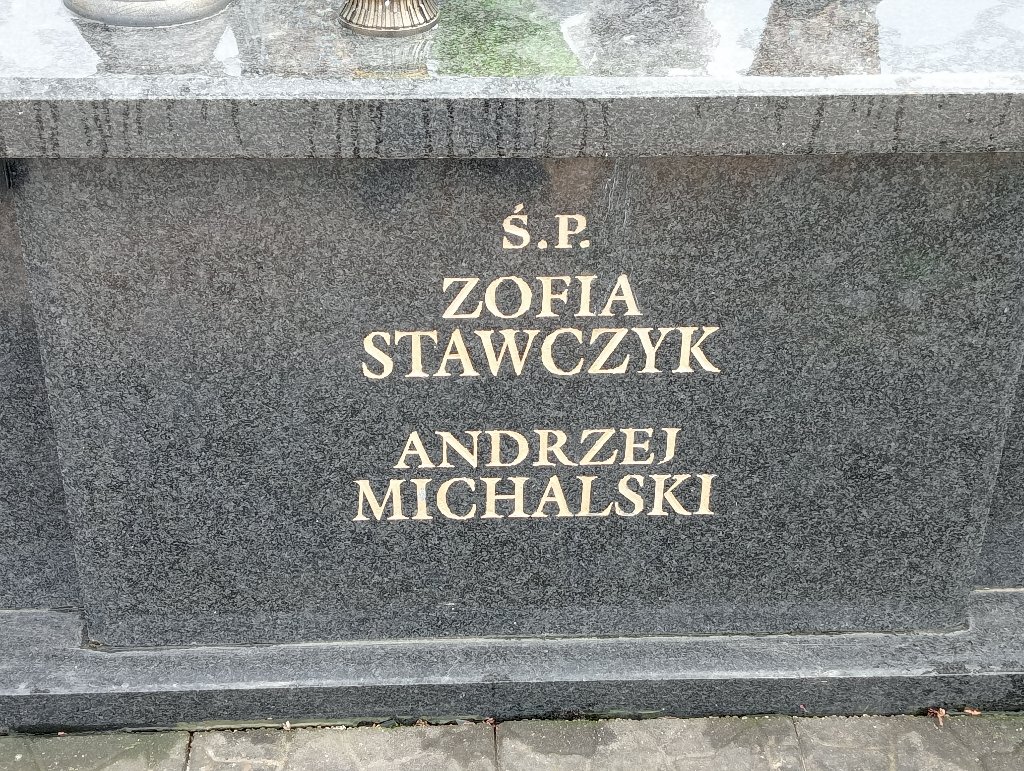 Ś.P.
ZOFIA
STAWCZYK
ANDRZEJ
MICHALSKI